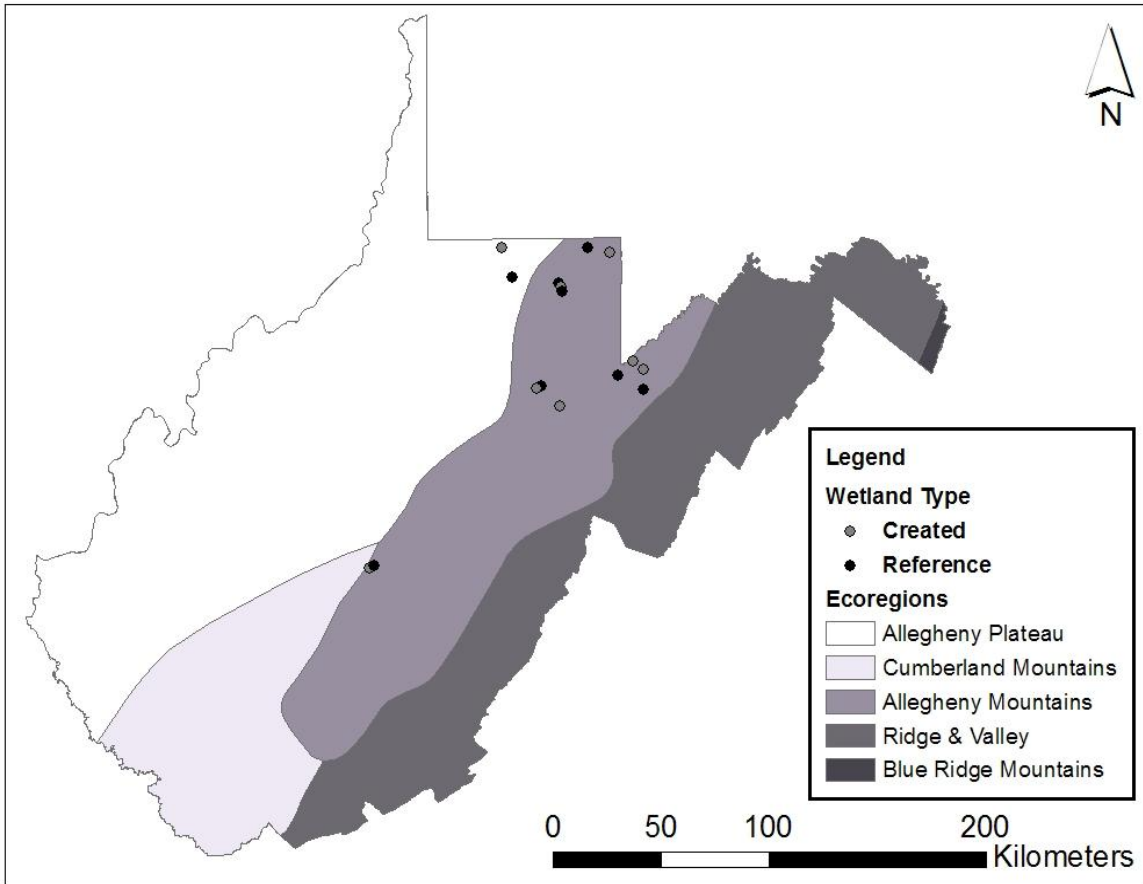 N
Legend
Wetland Type
Created
Reference
Ecoregions
Allegheny Plateau
Cumberland Mountains
Allegheny Mountains
Ridge & Valley
Blue Ridge Mountains
0 50 100 200
Kilometers